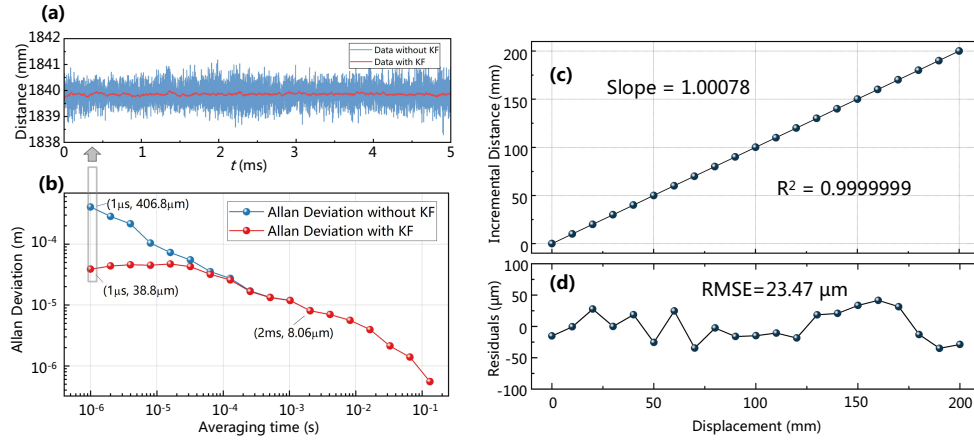 (a)
1842
1841
1840
1839
1838
Distance (mm)
Data without KF
Data with KF
0 1 2 3 4 5
t (ms)
(b)
(1μs, 406.8μm)
Allan Deviation without KF
Allan Deviation with KF
10⁻⁴
10⁻⁵
10⁻⁶
Allan Deviation (m)
(1μs, 38.8μm)
(2ms, 8.06μm)
10⁻⁶ 10⁻⁵ 10⁻⁴ 10⁻³ 10⁻² 10⁻¹
Averaging time (s)
(c)
200
150
100
50
0
Incremental Distance (mm)
Slope = 1.00078
R² = 0.9999999
(d)
100
50
0
-50
-100
Residuals (μm)
RMSE=23.47 μm
0 50 100 150 200
Displacement (mm)